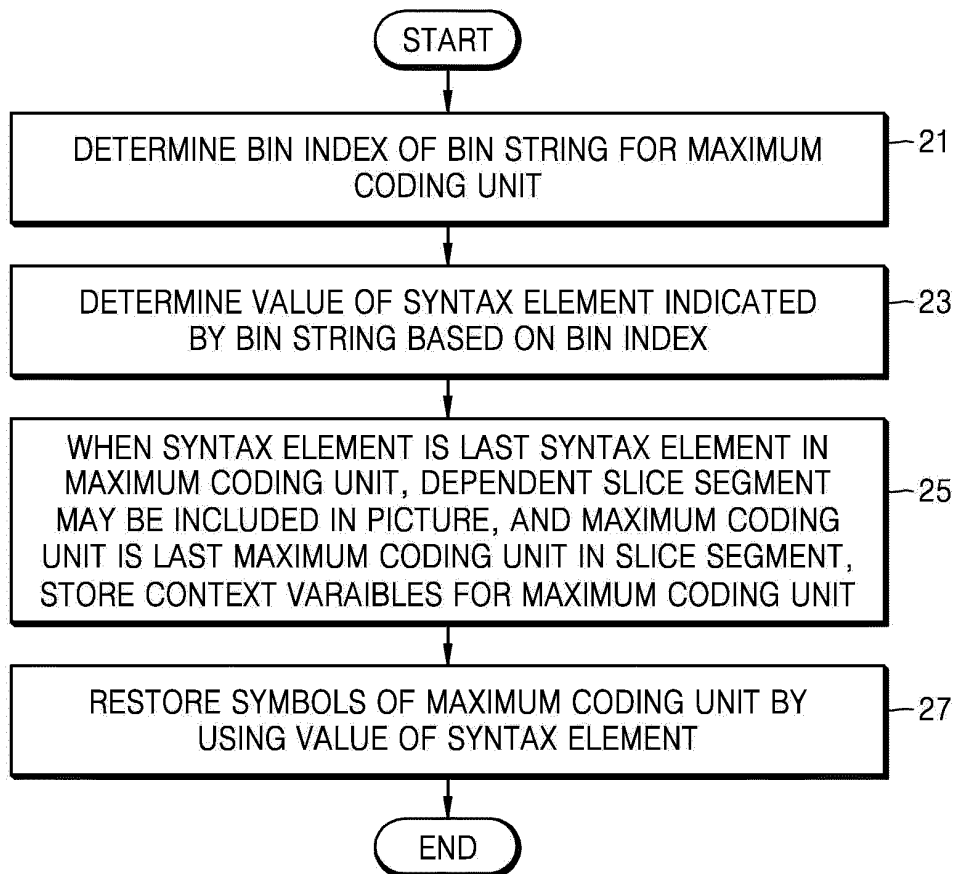 START
DETERMINE BIN INDEX OF BIN STRING FOR MAXIMUM
CODING UNIT
21
DETERMINE VALUE OF SYNTAX ELEMENT INDICATED
BY BIN STRING BASED ON BIN INDEX
23
WHEN SYNTAX ELEMENT IS LAST SYNTAX ELEMENT IN
MAXIMUM CODING UNIT, DEPENDENT SLICE SEGMENT
MAY BE INCLUDED IN PICTURE, AND MAXIMUM CODING
UNIT IS LAST MAXIMUM CODING UNIT IN SLICE SEGMENT,
STORE CONTEXT VARAIBLES FOR MAXIMUM CODING UNIT
25
RESTORE SYMBOLS OF MAXIMUM CODING UNIT BY
USING VALUE OF SYNTAX ELEMENT
27
END